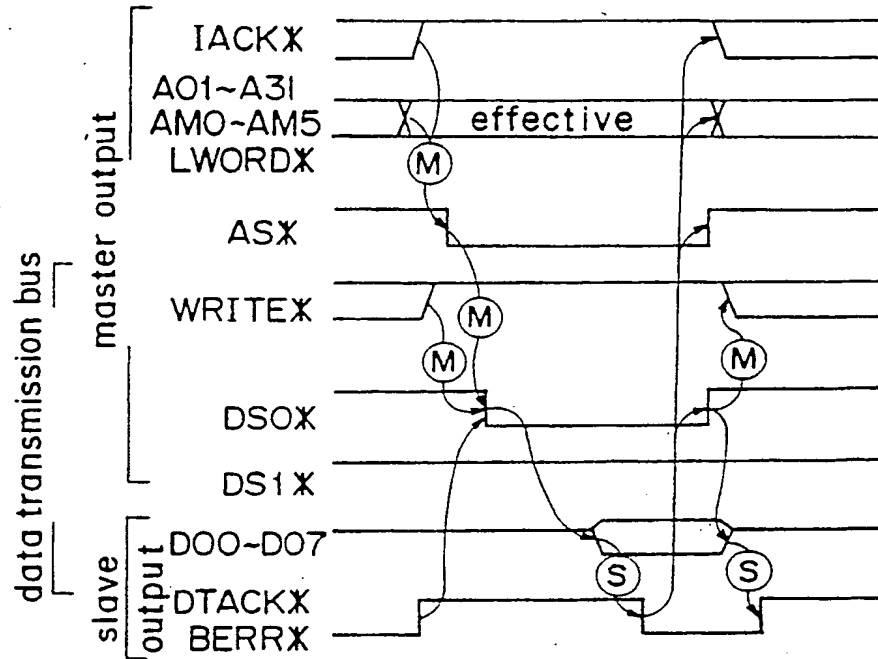 data transmission bus
master output
slave output
IACK*
A01~A31
AM0~AM5
LWORD*
effective
M
AS*
WRITE*
M
M
M
DS0*
DS1*
D00~D07
S
S
DTACK*
BERR*